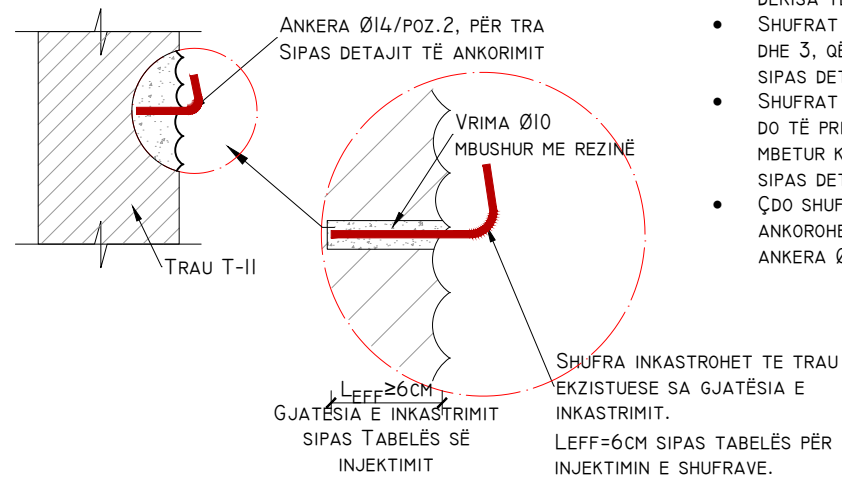 ANKERA Ø14/POZ.2, PËR TRA
SIPAS DETAJIT TË ANKORIMIT
VRIMA Ø10
MBUSHUR ME REZINË
TRAU T-II
LEFF≥6CM
GJATËSIA E INKASTRIMIT
SIPAS TABELËS SË
INJEKTIMIT
SHUFRA INKASTROHET TE TRAU
EKZISTUESE SA GJATËSIA E
INKASTRIMIT.
LEFF=6CM SIPAS TABELËS PËR
INJEKTIMIN E SHUFRAVE.
• SHUFRAT
DHE 3, QË
SIPAS DET
• SHUFRAT
DO TË PRI
MBETUR K
SIPAS DET
• ÇDO SHUF
ANKOROHE
ANKERA Ø